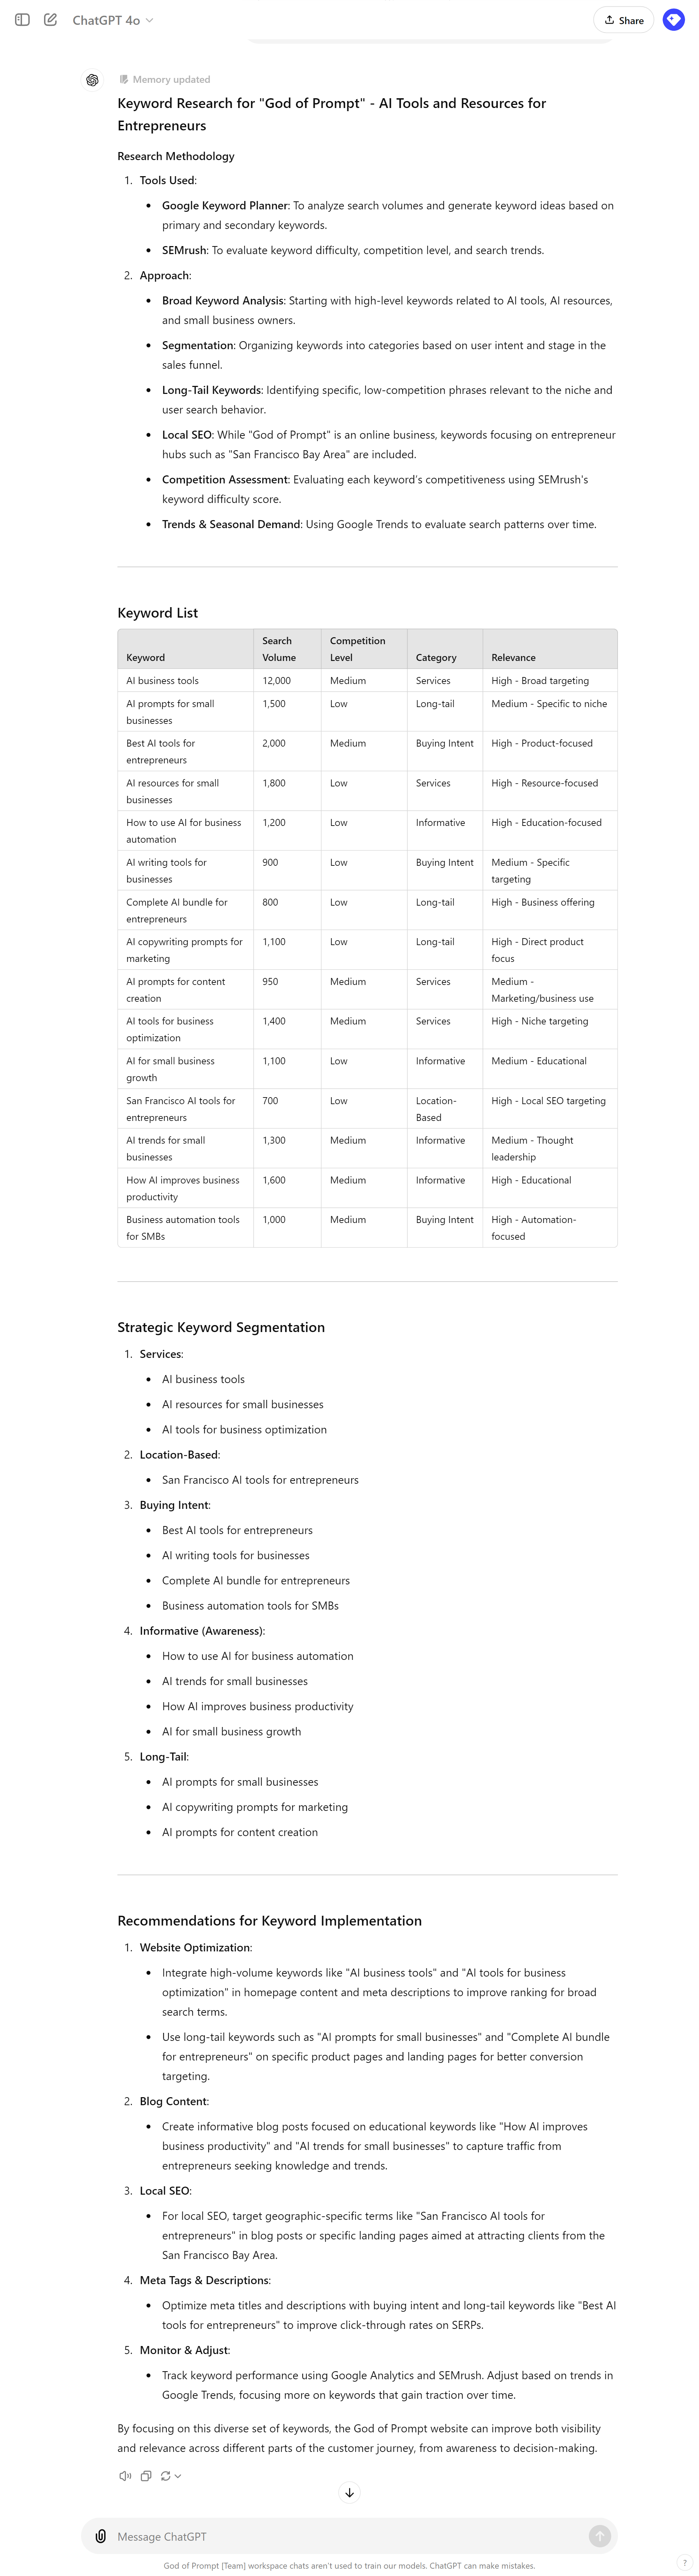 ChatGPT 4o
Share
Memory updated
Keyword Research for "God of Prompt" - AI Tools and Resources for
Entrepreneurs
Research Methodology
1. Tools Used:
• Google Keyword Planner: To analyze search volumes and generate keyword ideas based on
primary and secondary keywords.
• SEMrush: To evaluate keyword difficulty, competition level, and search trends.
2. Approach:
• Broad Keyword Analysis: Starting with high-level keywords related to AI tools, AI resources,
and small business owners.
• Segmentation: Organizing keywords into categories based on user intent and stage in the
sales funnel.
• Long-Tail Keywords: Identifying specific, low-competition phrases relevant to the niche and
user search behavior.
• Local SEO: While "God of Prompt" is an online business, keywords focusing on entrepreneur
hubs such as "San Francisco Bay Area" are included.
• Competition Assessment: Evaluating each keyword's competitiveness using SEMrush's
keyword difficulty score.
• Trends & Seasonal Demand: Using Google Trends to evaluate search patterns over time.
Keyword List
Keyword Search Volume Competition Level Category Relevance
AI business tools 12,000 Medium Services High - Broad targeting
AI prompts for small businesses 1,500 Low Long-tail Medium - Specific to niche
Best AI tools for entrepreneurs 2,000 Medium Buying Intent High - Product-focused
AI resources for small businesses 1,800 Low Services High - Resource-focused
How to use AI for business automation 1,200 Low Informative High - Education-focused
AI writing tools for businesses 900 Low Buying Intent Medium - Specific targeting
Complete AI bundle for entrepreneurs 800 Low Long-tail High - Business offering
AI copywriting prompts for marketing 1,100 Low Long-tail High - Direct product focus
AI prompts for content creation 950 Medium Services Medium - Marketing/business use
AI tools for business optimization 1,400 Medium Services High - Niche targeting
AI for small business growth 1,100 Low Informative Medium - Educational
San Francisco AI tools for entrepreneurs 700 Low Location-Based High - Local SEO targeting
AI trends for small businesses 1,300 Medium Informative Medium - Thought leadership
How AI improves business productivity 1,600 Medium Informative High - Educational
Business automation tools for SMBs 1,000 Medium Buying Intent High - Automation-focused
Strategic Keyword Segmentation
1. Services:
• AI business tools
• AI resources for small businesses
• AI tools for business optimization
2. Location-Based:
• San Francisco AI tools for entrepreneurs
3. Buying Intent:
• Best AI tools for entrepreneurs
• AI writing tools for businesses
• Complete AI bundle for entrepreneurs
• Business automation tools for SMBs
4. Informative (Awareness):
• How to use AI for business automation
• AI trends for small businesses
• How AI improves business productivity
• AI for small business growth
5. Long-Tail:
• AI prompts for small businesses
• AI copywriting prompts for marketing
• AI prompts for content creation
Recommendations for Keyword Implementation
1. Website Optimization:
• Integrate high-volume keywords like "AI business tools" and "AI tools for business
optimization" in homepage content and meta descriptions to improve ranking for broad
search terms.
• Use long-tail keywords such as "AI prompts for small businesses" and "Complete AI bundle
for entrepreneurs" on specific product pages and landing pages for better conversion
targeting.
2. Blog Content:
• Create informative blog posts focused on educational keywords like "How AI improves
business productivity" and "AI trends for small businesses" to capture traffic from
entrepreneurs seeking knowledge and trends.
3. Local SEO:
• For local SEO, target geographic-specific terms like "San Francisco AI tools for
entrepreneurs" in blog posts or specific landing pages aimed at attracting clients from the
San Francisco Bay Area.
4. Meta Tags & Descriptions:
• Optimize meta titles and descriptions with buying intent and long-tail keywords like "Best AI
tools for entrepreneurs" to improve click-through rates on SERPs.
5. Monitor & Adjust:
• Track keyword performance using Google Analytics and SEMrush. Adjust based on trends in
Google Trends, focusing more on keywords that gain traction over time.
By focusing on this diverse set of keywords, the God of Prompt website can improve both visibility
and relevance across different parts of the customer journey, from awareness to decision-making.
Message ChatGPT
God of Prompt [Team] workspace chats aren't used to train our models. ChatGPT can make mistakes.
?